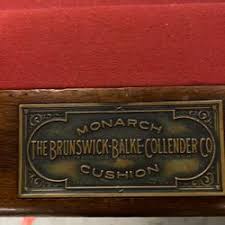 MONARCH
THE BRUNSWICK-BALKE-COLLENDER CO.
CUSHION